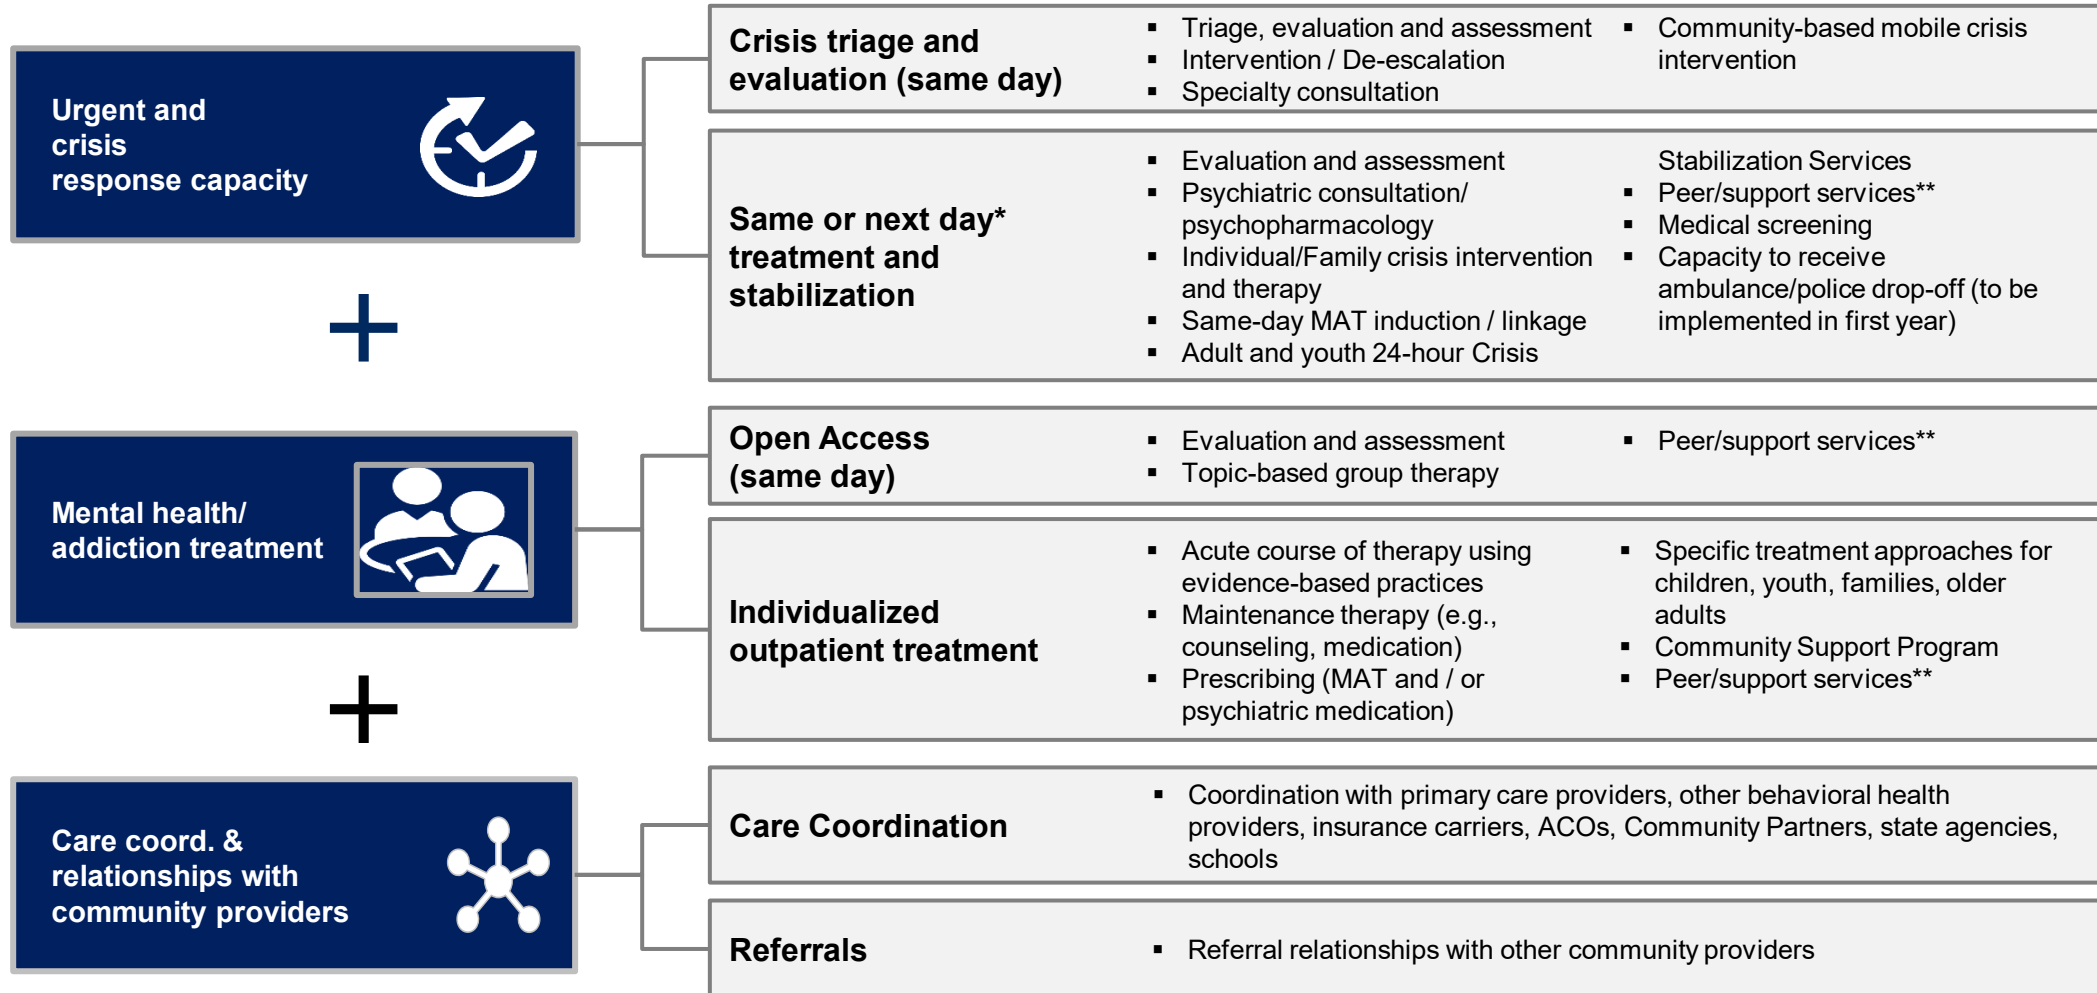 Urgent and
crisis
response capacity
Crisis triage and
evaluation (same day)
▪ Triage, evaluation and assessment
▪ Intervention / De-escalation
▪ Specialty consultation
▪ Community-based mobile crisis
intervention
Same or next day*
treatment and
stabilization
▪ Evaluation and assessment
▪ Psychiatric consultation/
psychopharmacology
▪ Individual/Family crisis intervention
and therapy
▪ Same-day MAT induction / linkage
▪ Adult and youth 24-hour Crisis
Stabilization Services
▪ Peer/support services**
▪ Medical screening
▪ Capacity to receive
ambulance/police drop-off (to be
implemented in first year)
+
Mental health/
addiction treatment
Open Access
(same day)
▪ Evaluation and assessment
▪ Topic-based group therapy
▪ Peer/support services**
Individualized
outpatient treatment
▪ Acute course of therapy using
evidence-based practices
▪ Maintenance therapy (e.g.,
counseling, medication)
▪ Prescribing (MAT and / or
psychiatric medication)
▪ Specific treatment approaches for
children, youth, families, older
adults
▪ Community Support Program
▪ Peer/support services**
+
Care coord. &
relationships with
community providers
Care Coordination
▪ Coordination with primary care providers, other behavioral health
providers, insurance carriers, ACOs, Community Partners, state agencies,
schools
Referrals
▪ Referral relationships with other community providers